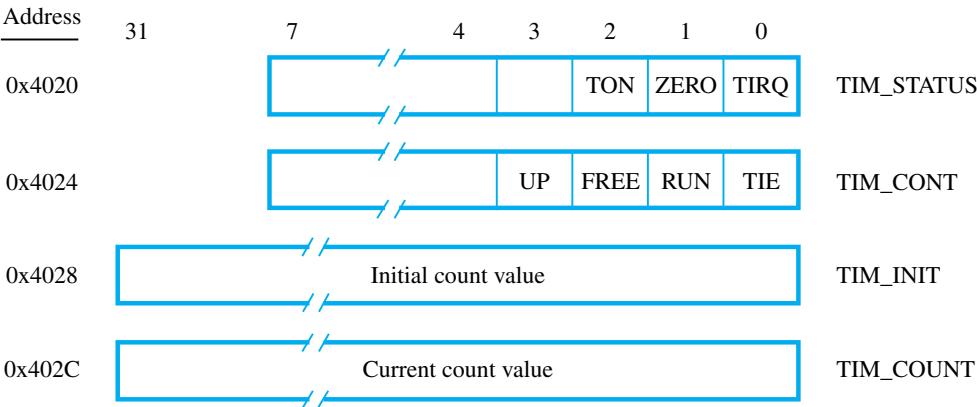 Address
31 7 4 3 2 1 0
0x4020 TON ZERO TIRQ TIM_STATUS
0x4024 UP FREE RUN TIE TIM_CONT
0x4028 Initial count value TIM_INIT
0x402C Current count value TIM_COUNT